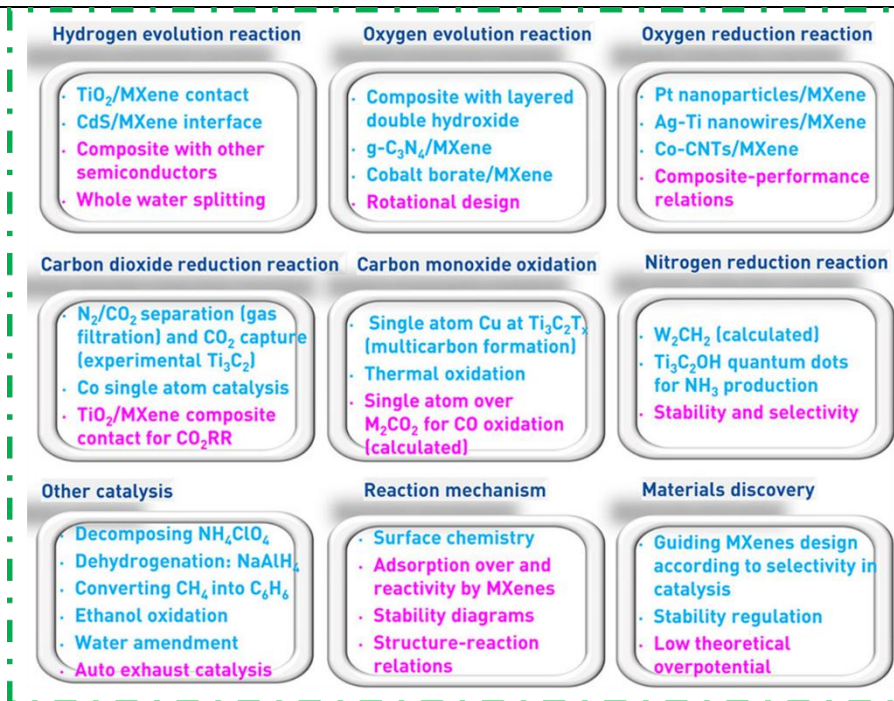 Hydrogen evolution reaction
· TiO₂/MXene contact
· CdS/MXene interface
· Composite with other
semiconductors
· Whole water splitting
Oxygen evolution reaction
· Composite with layered
double hydroxide
· g-C₃N₄/MXene
· Cobalt borate/MXene
· Rotational design
Oxygen reduction reaction
· Pt nanoparticles/MXene
· Ag-Ti nanowires/MXene
· Co-CNTs/MXene
· Composite-performance
relations
Carbon dioxide reduction reaction
· N₂/CO₂ separation (gas
filtration) and CO₂ capture
(experimental Ti₃C₂)
· Co single atom catalysis
· TiO₂/MXene composite
contact for CO₂RR
Carbon monoxide oxidation
· Single atom Cu at Ti₃C₂Tₓ
(multicarbon formation)
· Thermal oxidation
· Single atom over
M₂CO₂ for CO oxidation
(calculated)
Nitrogen reduction reaction
· W₂CH₂ (calculated)
· Ti₃C₂OH quantum dots
for NH₃ production
· Stability and selectivity
Other catalysis
· Decomposing NH₄ClO₄
· Dehydrogenation: NaAlH₄
· Converting CH₄ into C₆H₆
· Ethanol oxidation
· Water amendment
· Auto exhaust catalysis
Reaction mechanism
· Surface chemistry
· Adsorption over and
reactivity by MXenes
· Stability diagrams
· Structure-reaction
relations
Materials discovery
· Guiding MXenes design
according to selectivity in
catalysis
· Stability regulation
· Low theoretical
overpotential